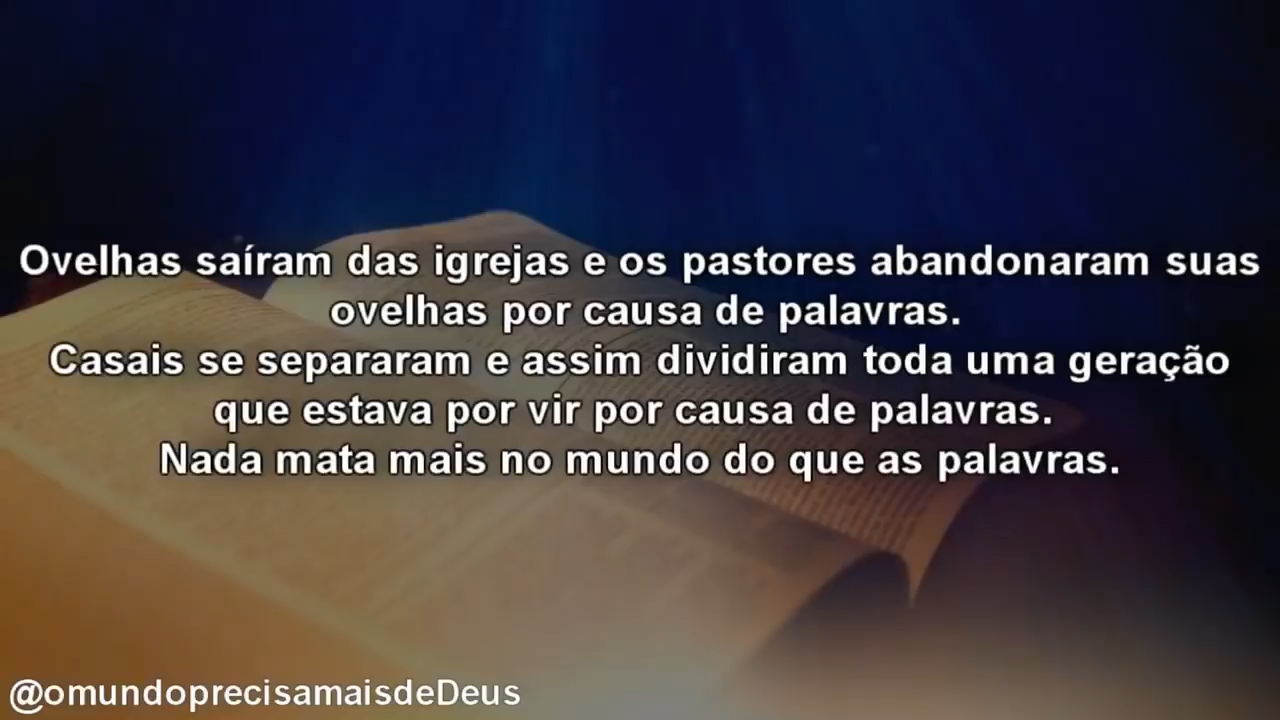 Ovelhas saíram das igrejas e os pastores abandonaram suas
ovelhas por causa de palavras.
Casais se separaram e assim dividiram toda uma geração
que estava por vir por causa de palavras.
Nada mata mais no mundo do que as palavras.
@omundoprecisamaisdeDeus